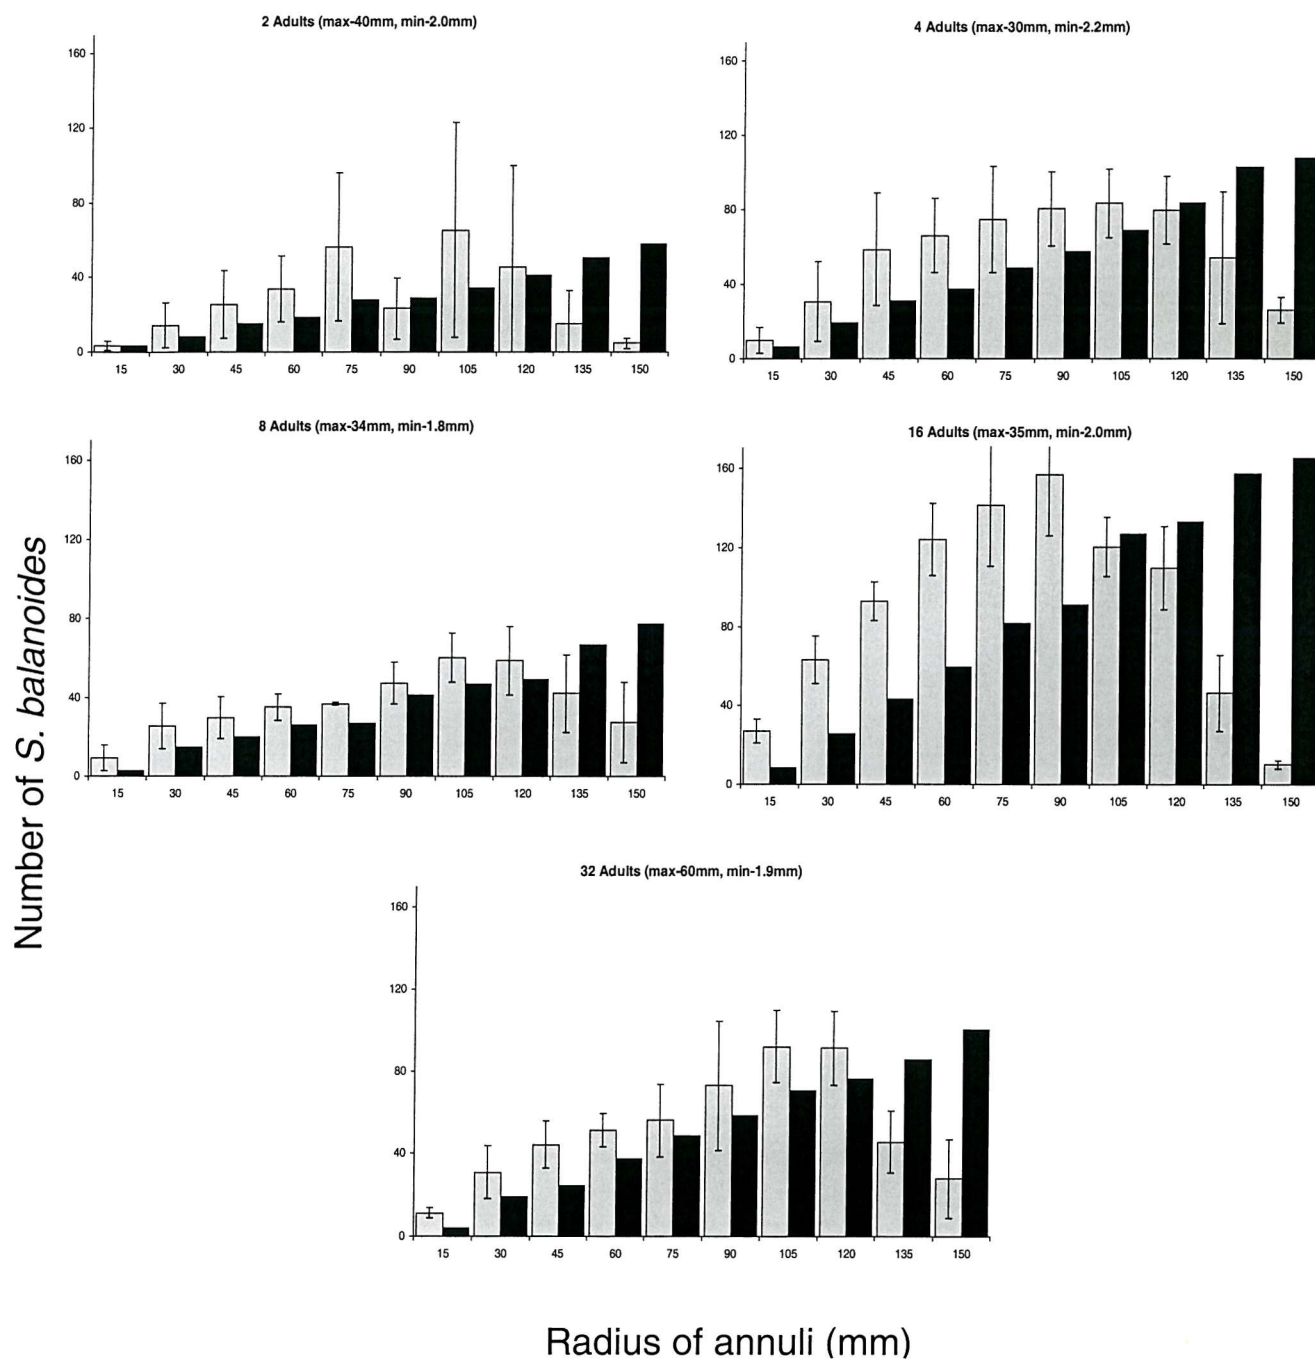 2 Adults (max-40mm, min-2.0mm)
160
120
80
40
0
15 30 45 60 75 90 105 120 135 150
4 Adults (max-30mm, min-2.2mm)
160
120
80
40
0
15 30 45 60 75 90 105 120 135 150
8 Adults (max-34mm, min-1.8mm)
160
120
80
40
0
15 30 45 60 75 90 105 120 135 150
16 Adults (max-35mm, min-2.0mm)
160
120
80
40
0
15 30 45 60 75 90 105 120 135 150
Number of S. balanoides
32 Adults (max-60mm, min-1.9mm)
160
120
80
40
0
15 30 45 60 75 90 105 120 135 150
Radius of annuli (mm)